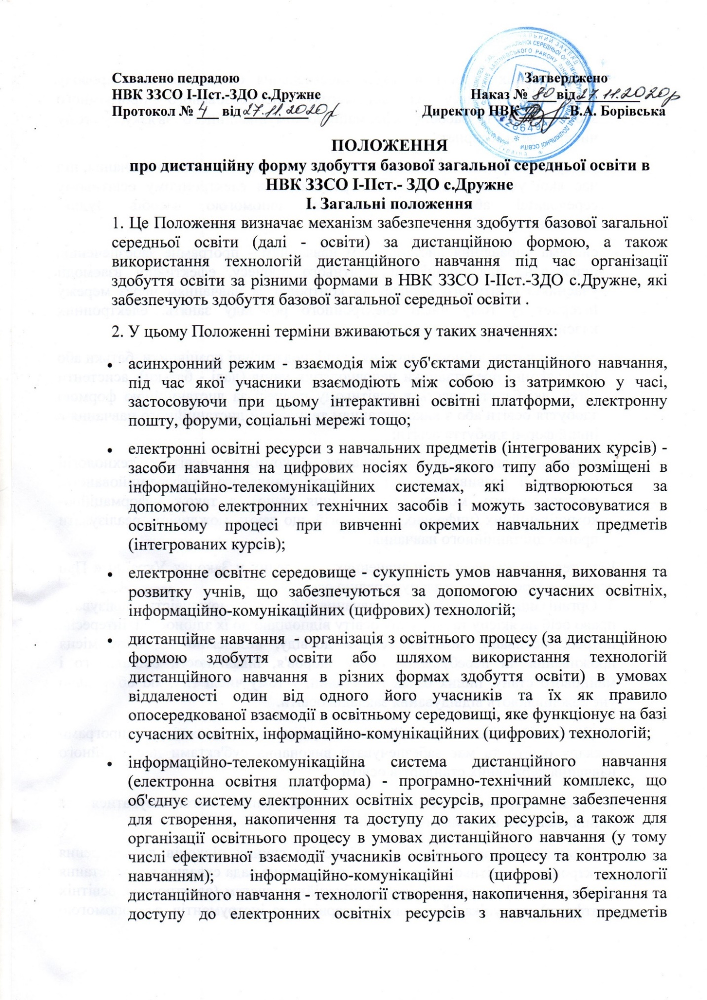 Схвалено педрадою
Затверджено
НВК ЗЗСО І-ІІст.-ЗДО с.Дружне
Наказ № 80 від 27.11.2020р
Протокол № 4 від 27.11.2020р
Директор НВК В.А. Борівська
ПОЛОЖЕННЯ
про дистанційну форму здобуття базової загальної середньої освіти в
НВК ЗЗСО І-ІІст.- ЗДО с.Дружне
І. Загальні положення
1. Це Положення визначає механізм забезпечення здобуття базової загальної
середньої освіти (далі - освіти) за дистанційною формою, а також
використання технологій дистанційного навчання під час організації
здобуття освіти за різними формами в НВК ЗЗСО І-ІІст.-ЗДО с.Дружне, які
забезпечують здобуття базової загальної середньої освіти .
2. У цьому Положенні терміни вживаються у таких значеннях:
• асинхронний режим - взаємодія між суб'єктами дистанційного навчання,
під час якої учасники взаємодіють між собою із затримкою у часі,
застосовуючи при цьому інтерактивні освітні платформи, електронну
пошту, форуми, соціальні мережі тощо;
• електронні освітні ресурси з навчальних предметів (інтегрованих курсів) -
засоби навчання на цифрових носіях будь-якого типу або розміщені в
інформаційно-телекомунікаційних системах, які відтворюються за
допомогою електронних технічних засобів і можуть застосовуватися в
освітньому процесі при вивченні окремих навчальних предметів
(інтегрованих курсів);
• електронне освітнє середовище - сукупність умов навчання, виховання та
розвитку учнів, що забезпечуються за допомогою сучасних освітніх,
інформаційно-комунікаційних (цифрових) технологій;
• дистанційне навчання - організація з освітнього процесу (за дистанційною
формою здобуття освіти або шляхом використання технологій
дистанційного навчання в різних формах здобуття освіти) в умовах
віддаленості один від одного його учасників та їх як правило
опосередкованої взаємодії в освітньому середовищі, яке функціонує на базі
сучасних освітніх, інформаційно-комунікаційних (цифрових) технологій;
• інформаційно-телекомунікаційна система дистанційного навчання
(електронна освітня платформа) - програмно-технічний комплекс, що
об'єднує систему електронних освітніх ресурсів, програмне забезпечення
для створення, накопичення та доступу до таких ресурсів, а також для
організації освітнього процесу в умовах дистанційного навчання (у тому
числі ефективної взаємодії учасників освітнього процесу та контролю за
навчанням); інформаційно-комунікаційні (цифрові) технології
дистанційного навчання - технології створення, накопичення, зберігання та
доступу до електронних освітніх ресурсів з навчальних предметів